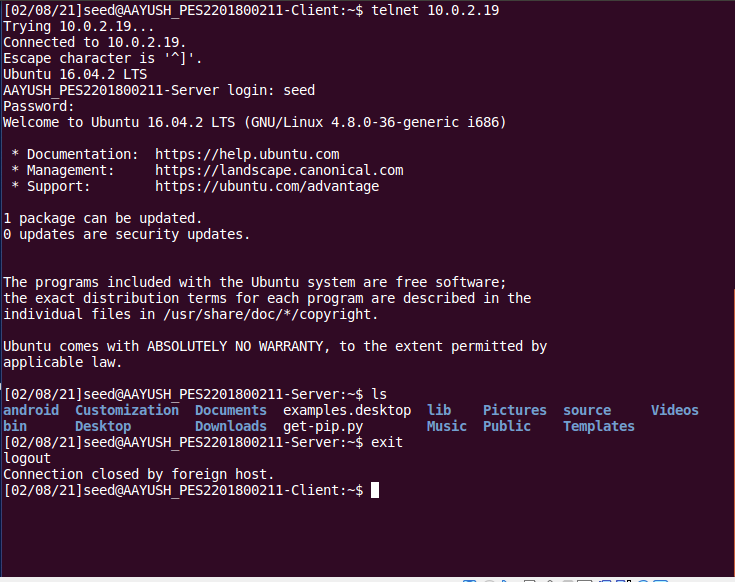 [02/08/21]seed@AAYUSH_PES2201800211-Client:~$ telnet 10.0.2.19
Trying 10.0.2.19...
Connected to 10.0.2.19.
Escape character is '^]'.
Ubuntu 16.04.2 LTS
AAYUSH_PES2201800211-Server login: seed
Password:
Welcome to Ubuntu 16.04.2 LTS (GNU/Linux 4.8.0-36-generic i686)

 * Documentation:  https://help.ubuntu.com
 * Management:     https://landscape.canonical.com
 * Support:        https://ubuntu.com/advantage

1 package can be updated.
0 updates are security updates.


The programs included with the Ubuntu system are free software;
the exact distribution terms for each program are described in the
individual files in /usr/share/doc/*/copyright.

Ubuntu comes with ABSOLUTELY NO WARRANTY, to the extent permitted by
applicable law.

[02/08/21]seed@AAYUSH_PES2201800211-Server:~$ ls
android  Customization  Documents  examples.desktop  lib    Pictures  source     Videos
bin      Desktop        Downloads  get-pip.py        Music  Public    Templates
[02/08/21]seed@AAYUSH_PES2201800211-Server:~$ exit
logout
Connection closed by foreign host.
[02/08/21]seed@AAYUSH_PES2201800211-Client:~$